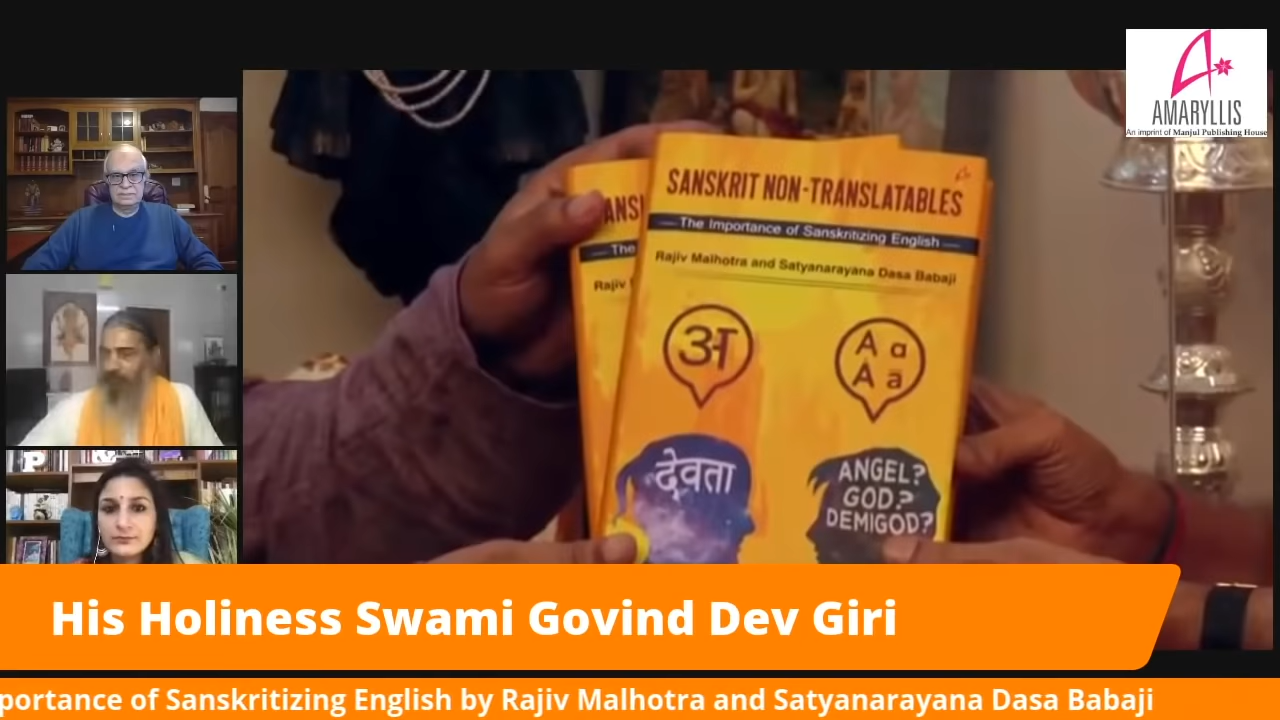 AMARYLLIS
An imprint of Manjul Publishing House
SANSKRIT NON-TRANSLATABLES
The Importance of Sanskritizing English
Rajiv Malhotra and Satyanarayana Dasa Babaji
The
Rajiv
अ
A a
A ā
देवता
ANGEL?
GOD?
DEMIGOD?
His Holiness Swami Govind Dev Giri
portance of Sanskritizing English by Rajiv Malhotra and Satyanarayana Dasa Babaji